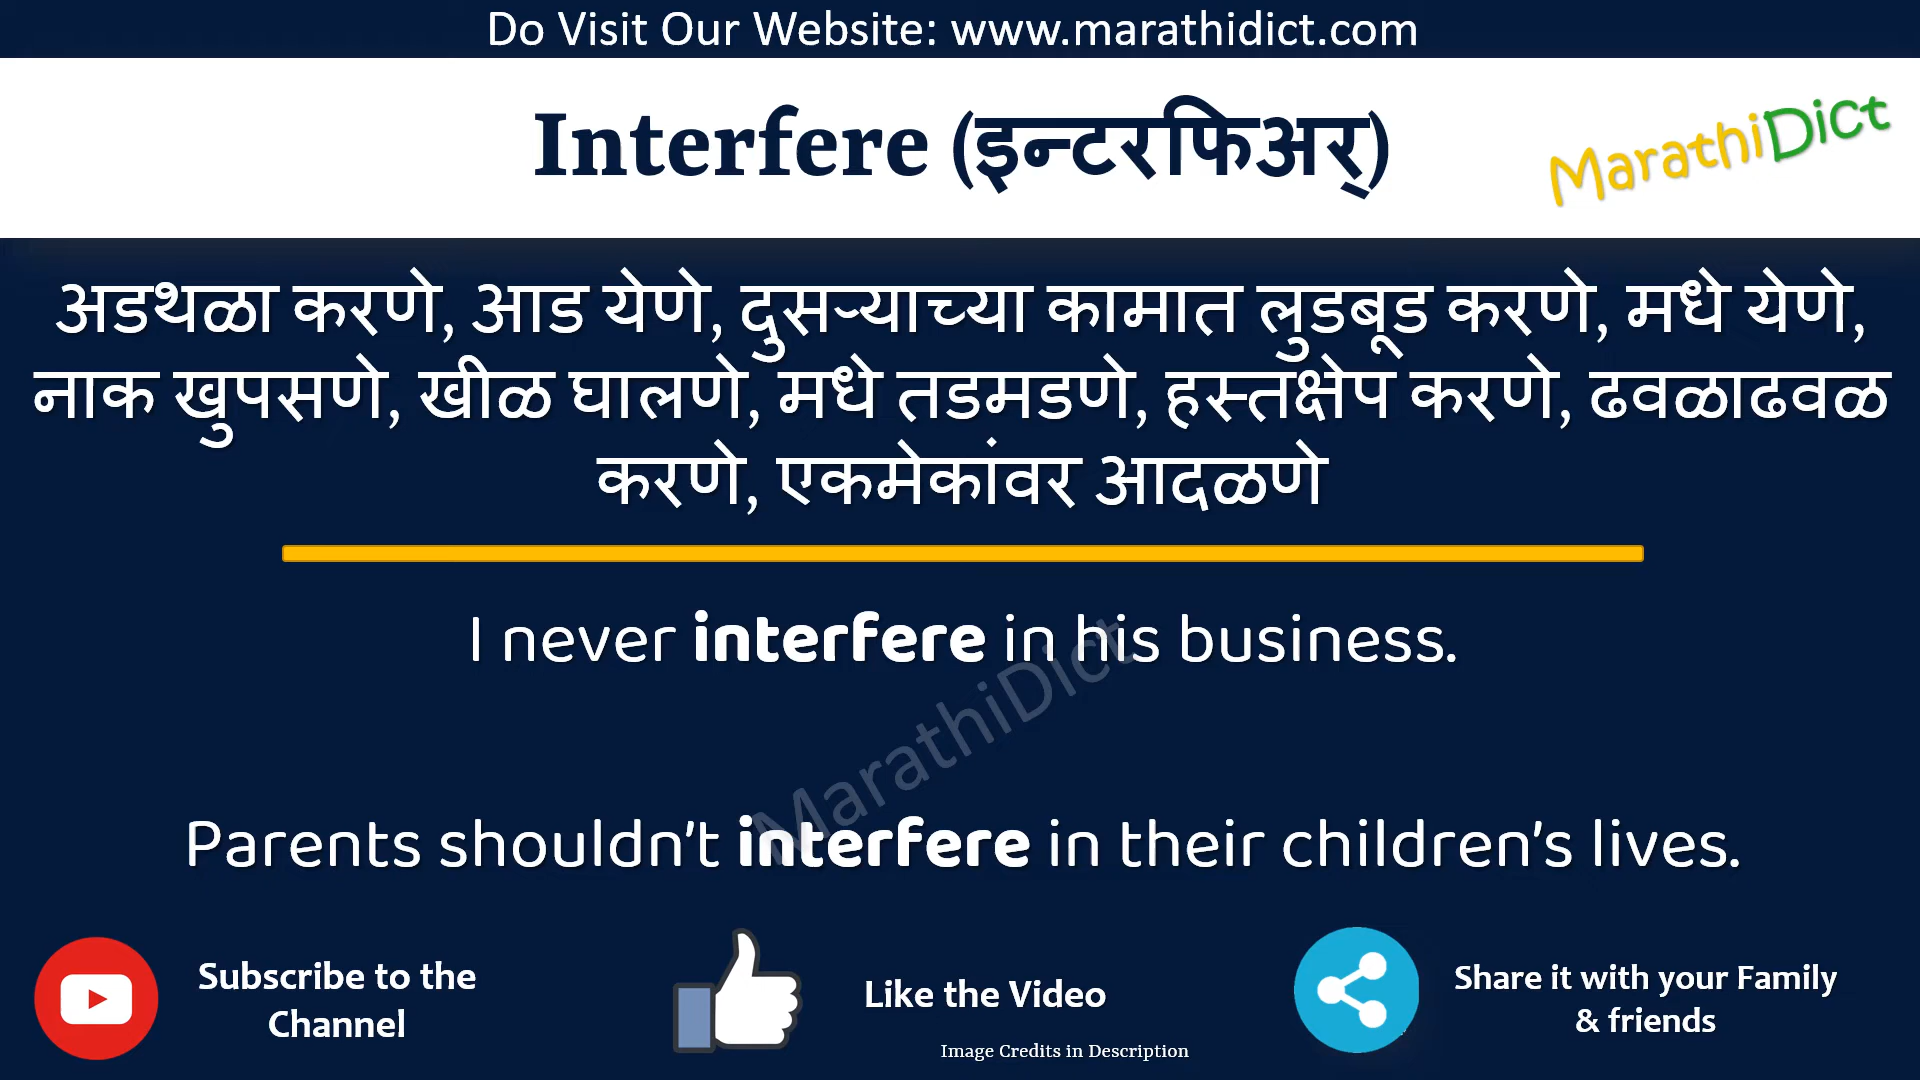 Do Visit Our Website: www.marathidict.com
Interfere (इन्टरफिअर्)
MarathiDict
अडथळा करणे, आड येणे, दुसऱ्याच्या कामात लुडबूड करणे, मधे येणे,
नाक खुपसणे, खीळ घालणे, मधे तडमडणे, हस्तक्षेप करणे, ढवळाढवळ
करणे, एकमेकांवर आदळणे
I never interfere in his business.
MarathiDict
Parents shouldn't interfere in their children's lives.
Subscribe to the
Channel
Like the Video
Share it with your Family
& friends
Image Credits in Description